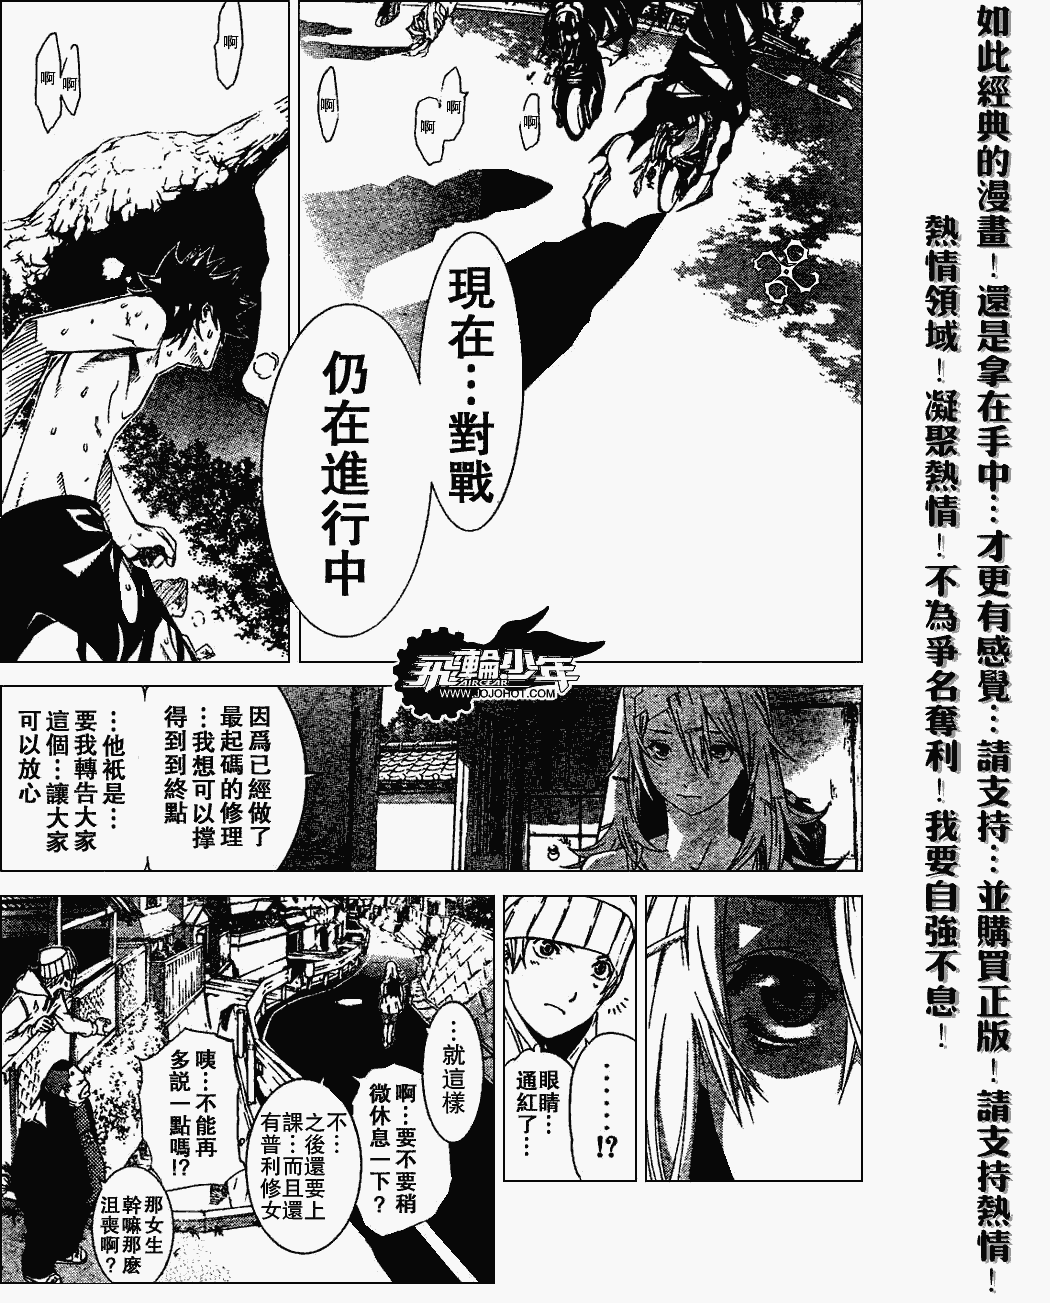 如此經典的漫畫！還是拿在手中…才更有感覺…請支持…並購買正版！請支持熱情！
熱情領域！凝聚熱情！不為爭名奪利！我要自強不息！
啊
啊
啊
啊
現在…對戰
仍在進行中
啊
啊
啊
飛輪少年
AIRGEAR
WWW.JOJOHOT.COM
因爲已經做了
最起碼的修理
…我想可以撐
得到到終點
…他衹是…
要我轉告大家
這個…讓大家
可以放心
……!?
眼睛…
通紅了…
…就這樣
啊…要不要稍
微休息一下?
不…
之後還要上
課…而且還
有普利修女
咦…不能再
多説一點嗎!?
那女生
幹嘛那麼
沮喪啊?